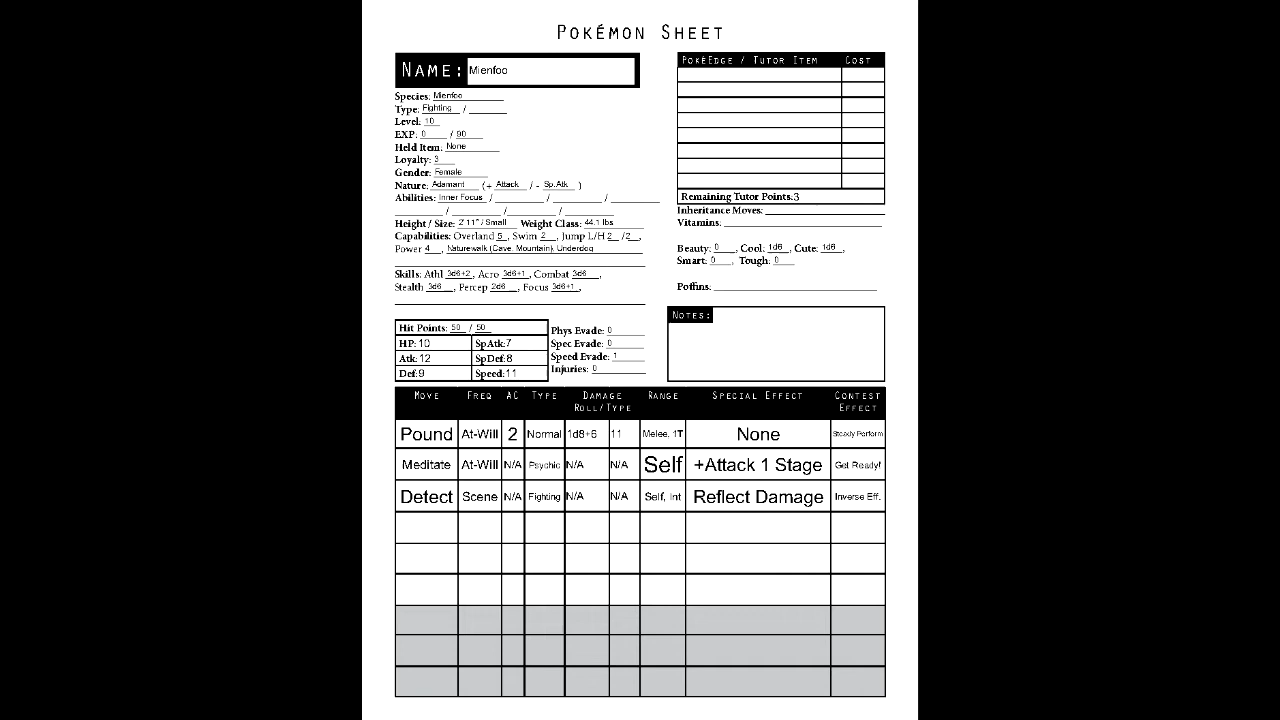 POKÉMON SHEET
NAME: Mienfoo
Species: Mienfoo
Type: Fighting /
Level: 10
EXP: 0 / 90
Held Item: None
Loyalty: 3
Gender: Female
Nature: Adamant (+ Attack / - Sp.Atk )
Abilities: Inner Focus / / /
/ / /
Height / Size: 2'11" / Small Weight Class: 44.1 lbs
Capabilities: Overland 5, Swim 2, Jump L/H 2 /2,
Power 4, Naturewalk (Cave, Mountain), Underdog
Skills: Athl 3d6+2, Acro 3d6+1, Combat 3d6,
Stealth 3d6, Percep 2d6, Focus 3d6+1,
POKÉEDGE / TUTOR ITEM COST
Remaining Tutor Points:3
Inheritance Moves:
Vitamins:
Beauty: 0, Cool: 1d6, Cute: 1d6,
Smart: 0, Tough: 0
Poffins:
Hit Points: 50 / 50
HP: 10 SpAtk:7
Atk: 12 SpDef:8
Def:9 Speed:11
Phys Evade: 0
Spec Evade: 0
Speed Evade: 1
Injuries: 0
NOTES:
MOVE FREQ AC TYPE DAMAGE ROLL/TYPE RANGE SPECIAL EFFECT CONTEST EFFECT
Pound At-Will 2 Normal 1d8+6 11 Melee, 1T None Steady Perform
Meditate At-Will N/A Psychic N/A N/A Self +Attack 1 Stage Get Ready!
Detect Scene N/A Fighting N/A N/A Self, Int Reflect Damage Inverse Eff.